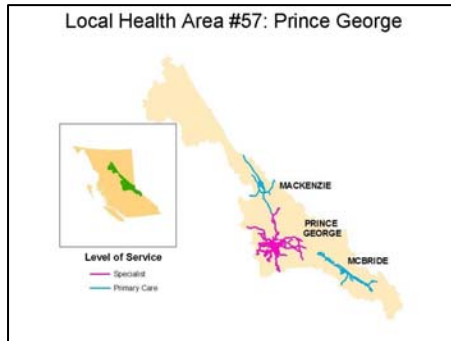 Local Health Area #57: Prince George
MACKENZIE
PRINCE
GEORGE
MCBRIDE
Level of Service
Specialist
Primary Care